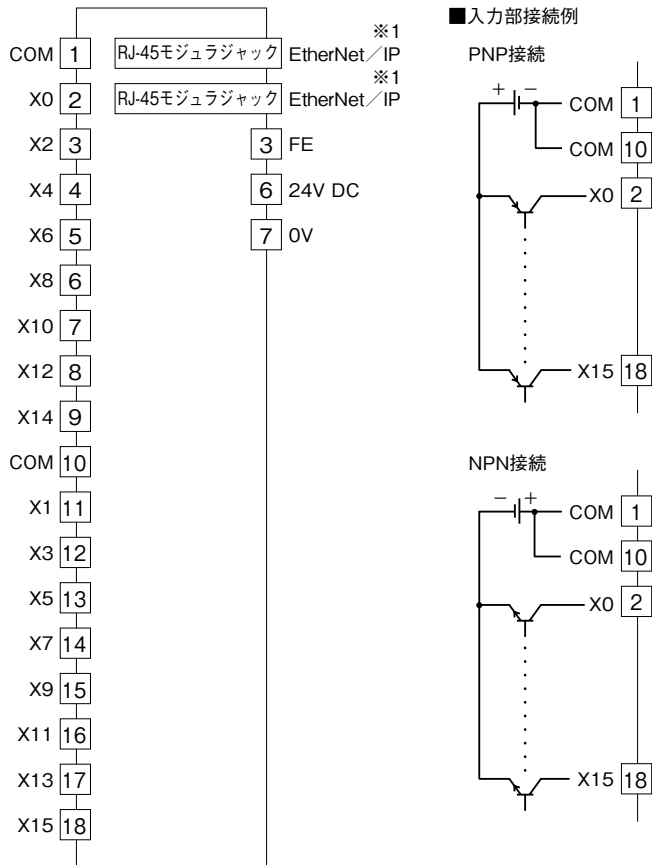 ※1
COM 1 RJ-45モジュラジャック EtherNet／IP
※1
X0 2 RJ-45モジュラジャック EtherNet／IP
X2 3 3 FE
X4 4 6 24V DC
X6 5 7 0V
X8 6
X10 7
X12 8
X14 9
COM 10
X1 11
X3 12
X5 13
X7 14
X9 15
X11 16
X13 17
X15 18
■入力部接続例
PNP接続
+ −
COM 1
COM 10
X0 2
X15 18
NPN接続
− +
COM 1
COM 10
X0 2
X15 18